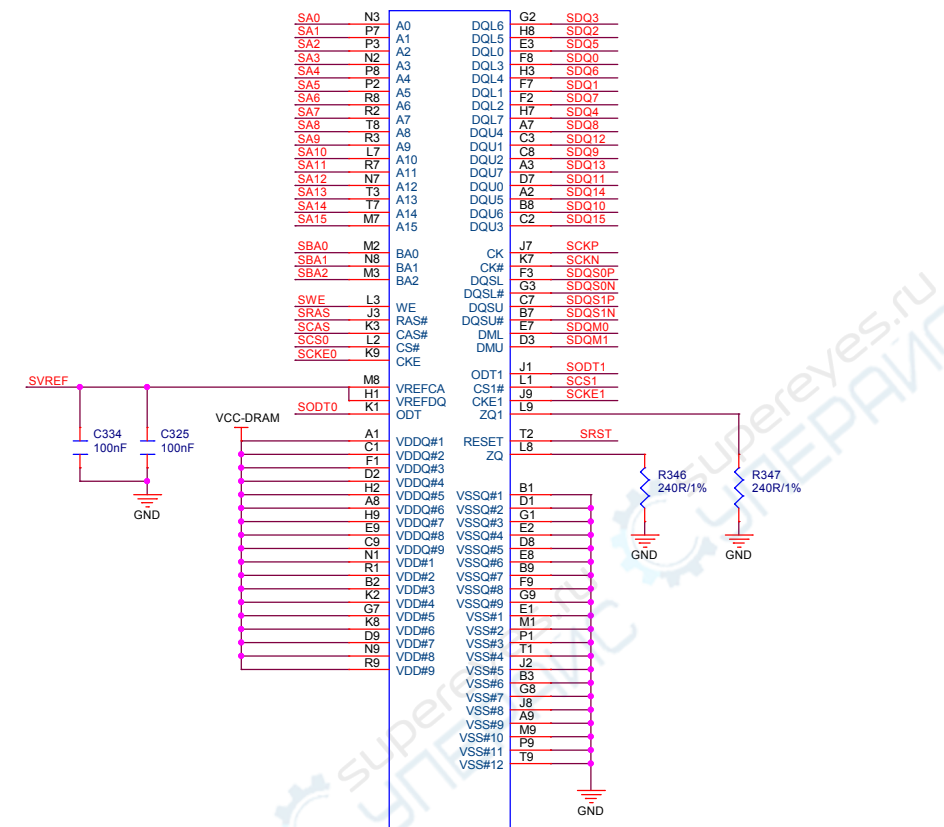 SA0 N3 A0 DQL6 G2 SDQ3
SA1 P7 A1 DQL5 H8 SDQ2
SA2 P3 A2 DQL0 E3 SDQ5
SA3 N2 A3 DQL3 F8 SDQ0
SA4 P8 A4 DQL4 H3 SDQ6
SA5 P2 A5 DQL1 F7 SDQ1
SA6 R8 A6 DQL2 F2 SDQ7
SA7 R2 A7 DQL7 H7 SDQ4
SA8 T8 A8 DQU4 A7 SDQ8
SA9 R3 A9 DQU1 C3 SDQ12
SA10 L7 A10 DQU2 C8 SDQ9
SA11 R7 A11 DQU7 A3 SDQ13
SA12 N7 A12 DQU0 D7 SDQ11
SA13 T3 A13 DQU5 A2 SDQ14
SA14 T7 A14 DQU6 B8 SDQ10
SA15 M7 A15 DQU3 C2 SDQ15
SBA0 M2 BA0 CK J7 SCKP
SBA1 N8 BA1 CK# K7 SCKN
SBA2 M3 BA2 DQSL F3 SDQS0P
DQSL# G3 SDQS0N
SWE L3 WE DQSU C7 SDQS1P
SRAS J3 RAS# DQSU# B7 SDQS1N
SCAS K3 CAS# DML E7 SDQM0
SCS0 L2 CS# DMU D3 SDQM1
SCKE0 K9 CKE
ODT1 J1 SODT1
SVREF M8 VREFCA CS1# L1 SCS1
H1 VREFDQ CKE1 J9 SCKE1
SODT0 K1 ODT ZQ1 L9
VCC-DRAM
C334 100nF
C325 100nF
GND
A1 VDDQ#1 RESET T2 SRST
C1 VDDQ#2 ZQ L8
F1 VDDQ#3
D2 VDDQ#4
R346 240R/1%
R347 240R/1%
H2 VDDQ#5 VSSQ#1 B1
A8 VDDQ#6 VSSQ#2 D1
H9 VDDQ#7 VSSQ#3 G1
E9 VDDQ#8 VSSQ#4 E2
C9 VDDQ#9 VSSQ#5 D8
GND
GND
N1 VDD#1 VSSQ#6 E8
R1 VDD#2 VSSQ#7 B9
B2 VDD#3 VSSQ#8 F9
K2 VDD#4 VSSQ#9 G9
G7 VDD#5 VSS#1 E1
K8 VDD#6 VSS#2 M1
D9 VDD#7 VSS#3 P1
N9 VDD#8 VSS#4 T1
R9 VDD#9 VSS#5 J2
VSS#6 B3
VSS#7 G8
VSS#8 J8
VSS#9 A9
VSS#10 M9
VSS#11 P9
VSS#12 T9
GND
supereyes.ru
СУПЕРАЙС